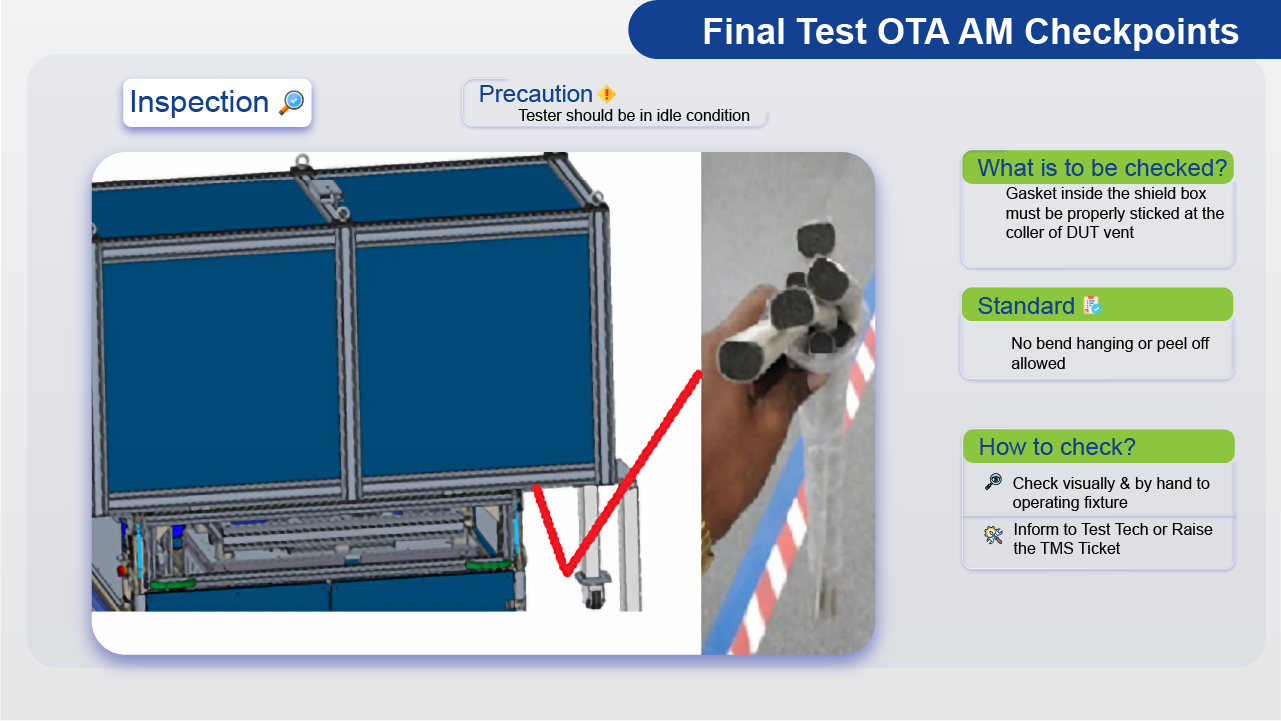 Final Test OTA AM Checkpoints
Inspection
Precaution
Tester should be in idle condition
What is to be checked?
Gasket inside the shield box
must be properly sticked at the
coller of DUT vent
Standard
No bend hanging or peel off
allowed
How to check?
Check visually & by hand to
operating fixture
Inform to Test Tech or Raise
the TMS Ticket